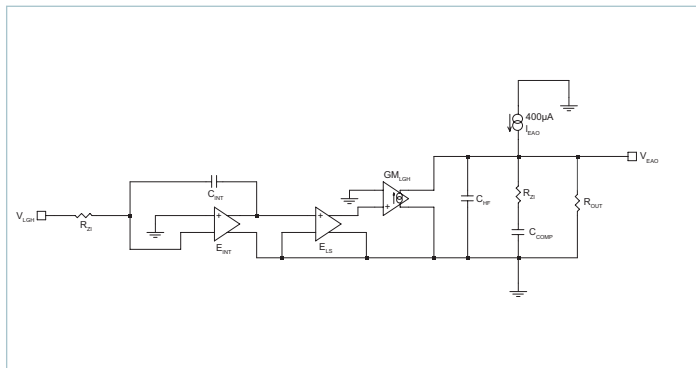 400µA
I_EAO
V_EAO
GM_LGH
C_INT
R_ZI
C_HF
R_OUT
V_LGH
R_ZI
+
+
+
C_COMP
E_INT
E_LS